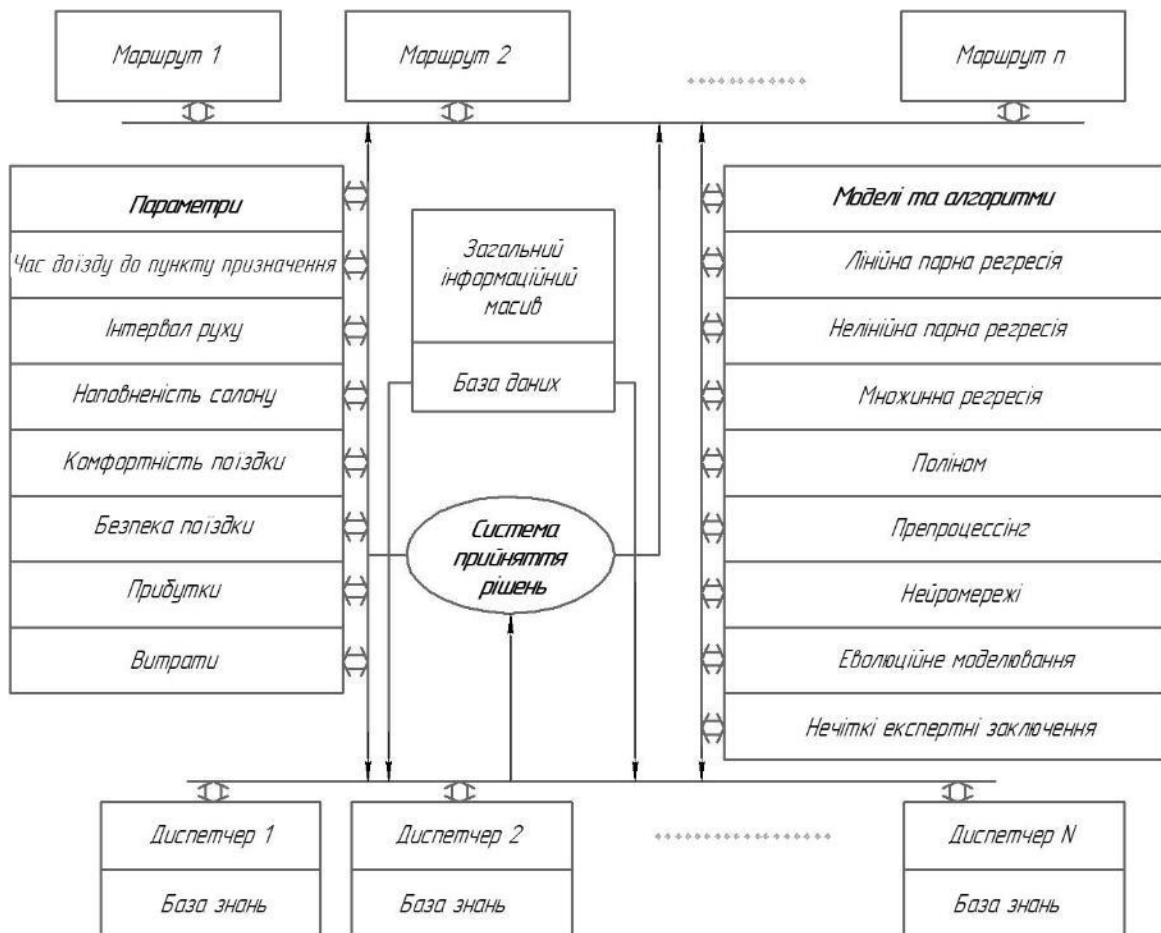 Маршрут 1
Маршрут 2
Маршрут n
Параметри
Час доїзду до пункту призначення
Інтервал руху
Наповненість салону
Комфортність поїздки
Безпека поїздки
Прибутки
Витрати
Загальний
інформаційний
масив
База даних
Система
прийняття
рішень
Моделі та алгоритми
Лінійна парна регресія
Нелінійна парна регресія
Множинна регресія
Поліном
Препроцессінг
Нейромережі
Еволюційне моделювання
Нечіткі експертні заключення
Диспетчер 1
База знань
Диспетчер 2
База знань
Диспетчер N
База знань